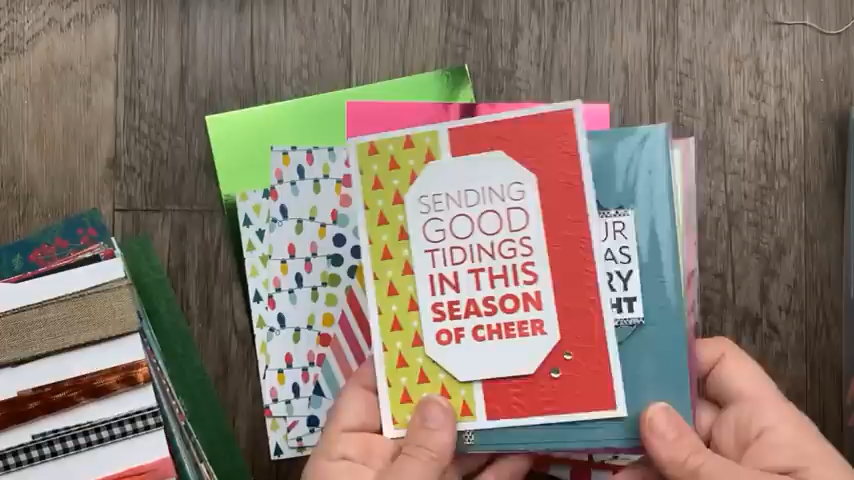 SENDING
GOOD
TIDINGS
IN THIS
SEASON
OF CHEER